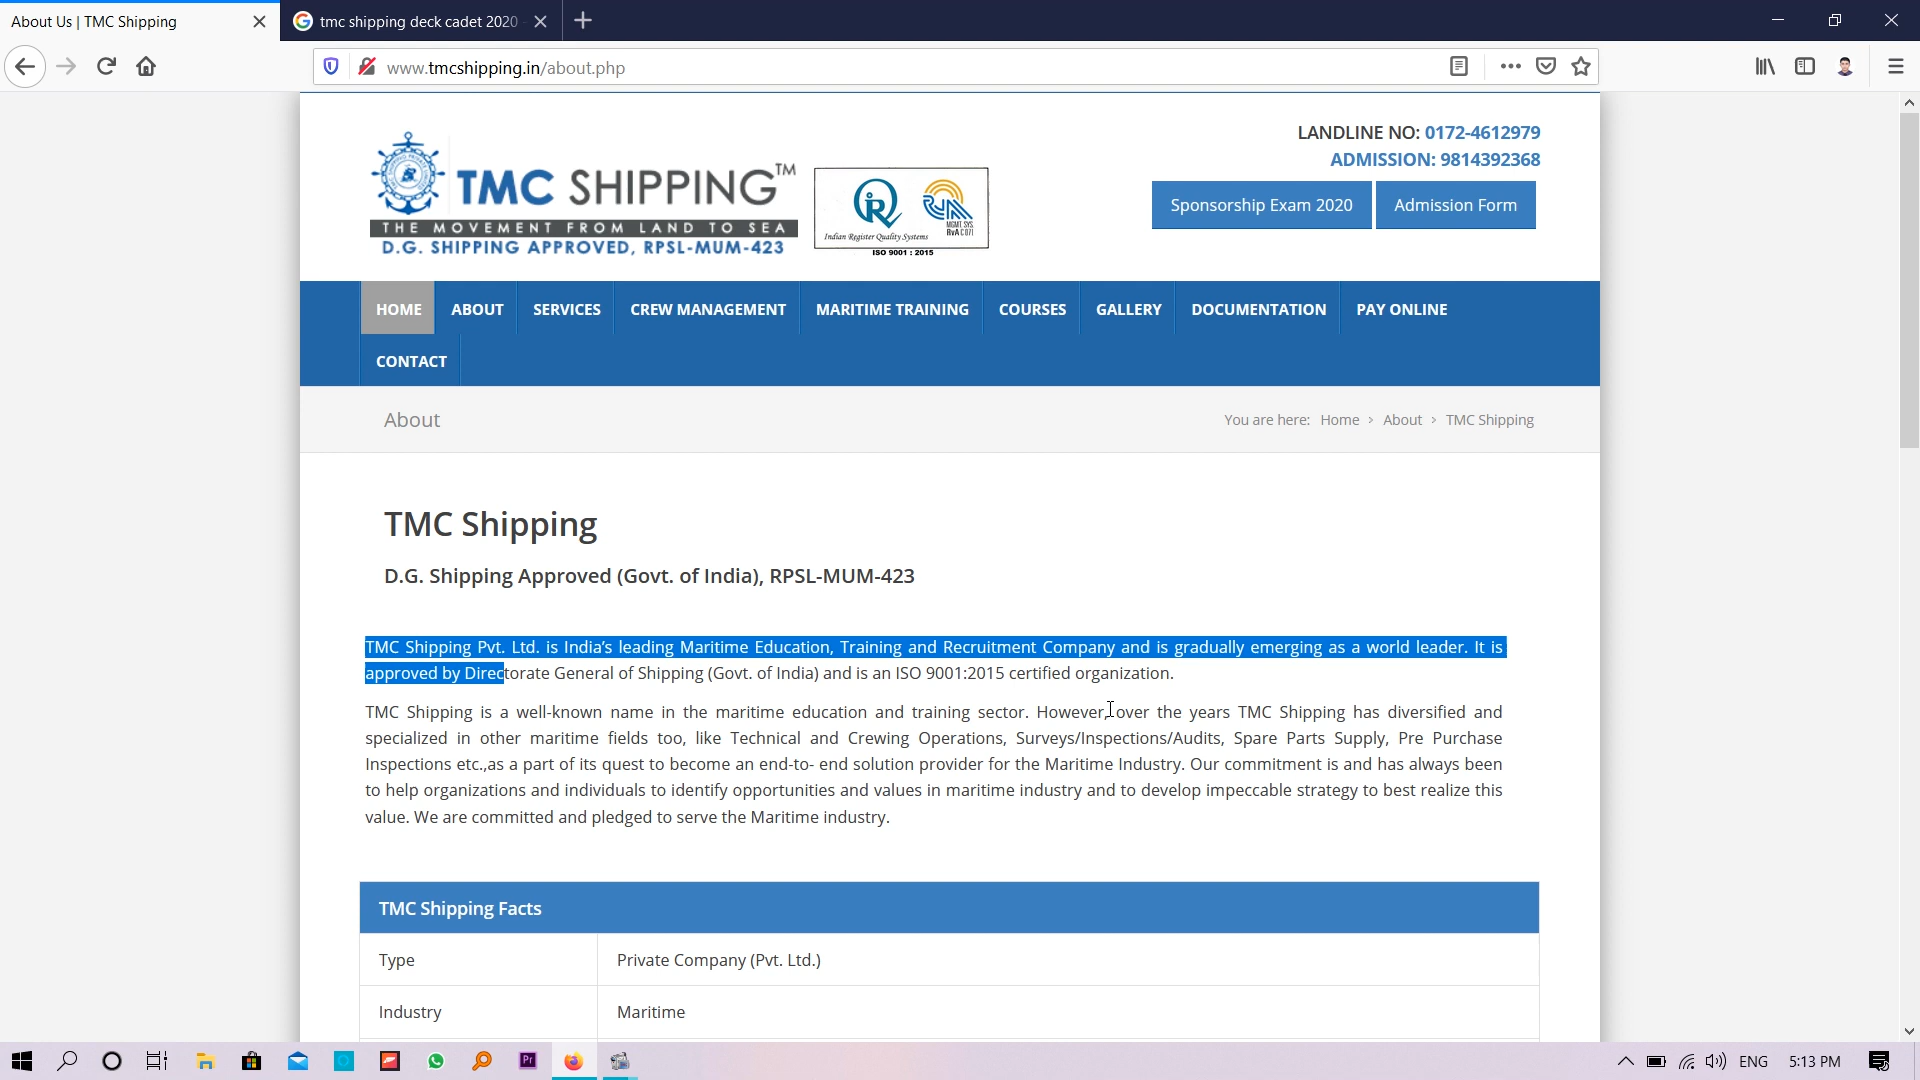 About Us | TMC Shipping
tmc shipping deck cadet 2020
www.tmcshipping.in/about.php
TMC SHIPPING™
THE MOVEMENT FROM LAND TO SEA
D.G. SHIPPING APPROVED, RPSL-MUM-423
Indian Register Quality Systems
MGMT. SYS.
RvA C071
ISO 9001 : 2015
LANDLINE NO: 0172-4612979
ADMISSION: 9814392368
Sponsorship Exam 2020
Admission Form
HOME ABOUT SERVICES CREW MANAGEMENT MARITIME TRAINING COURSES GALLERY DOCUMENTATION PAY ONLINE
CONTACT
About
You are here: Home > About > TMC Shipping
TMC Shipping
D.G. Shipping Approved (Govt. of India), RPSL-MUM-423
TMC Shipping Pvt. Ltd. is India’s leading Maritime Education, Training and Recruitment Company and is gradually emerging as a world leader. It is
approved by Directorate General of Shipping (Govt. of India) and is an ISO 9001:2015 certified organization.
TMC Shipping is a well-known name in the maritime education and training sector. However, over the years TMC Shipping has diversified and
specialized in other maritime fields too, like Technical and Crewing Operations, Surveys/Inspections/Audits, Spare Parts Supply, Pre Purchase
Inspections etc.,as a part of its quest to become an end-to- end solution provider for the Maritime Industry. Our commitment is and has always been
to help organizations and individuals to identify opportunities and values in maritime industry and to develop impeccable strategy to best realize this
value. We are committed and pledged to serve the Maritime industry.
TMC Shipping Facts
Type Private Company (Pvt. Ltd.)
Industry Maritime
Pr
ENG 5:13 PM